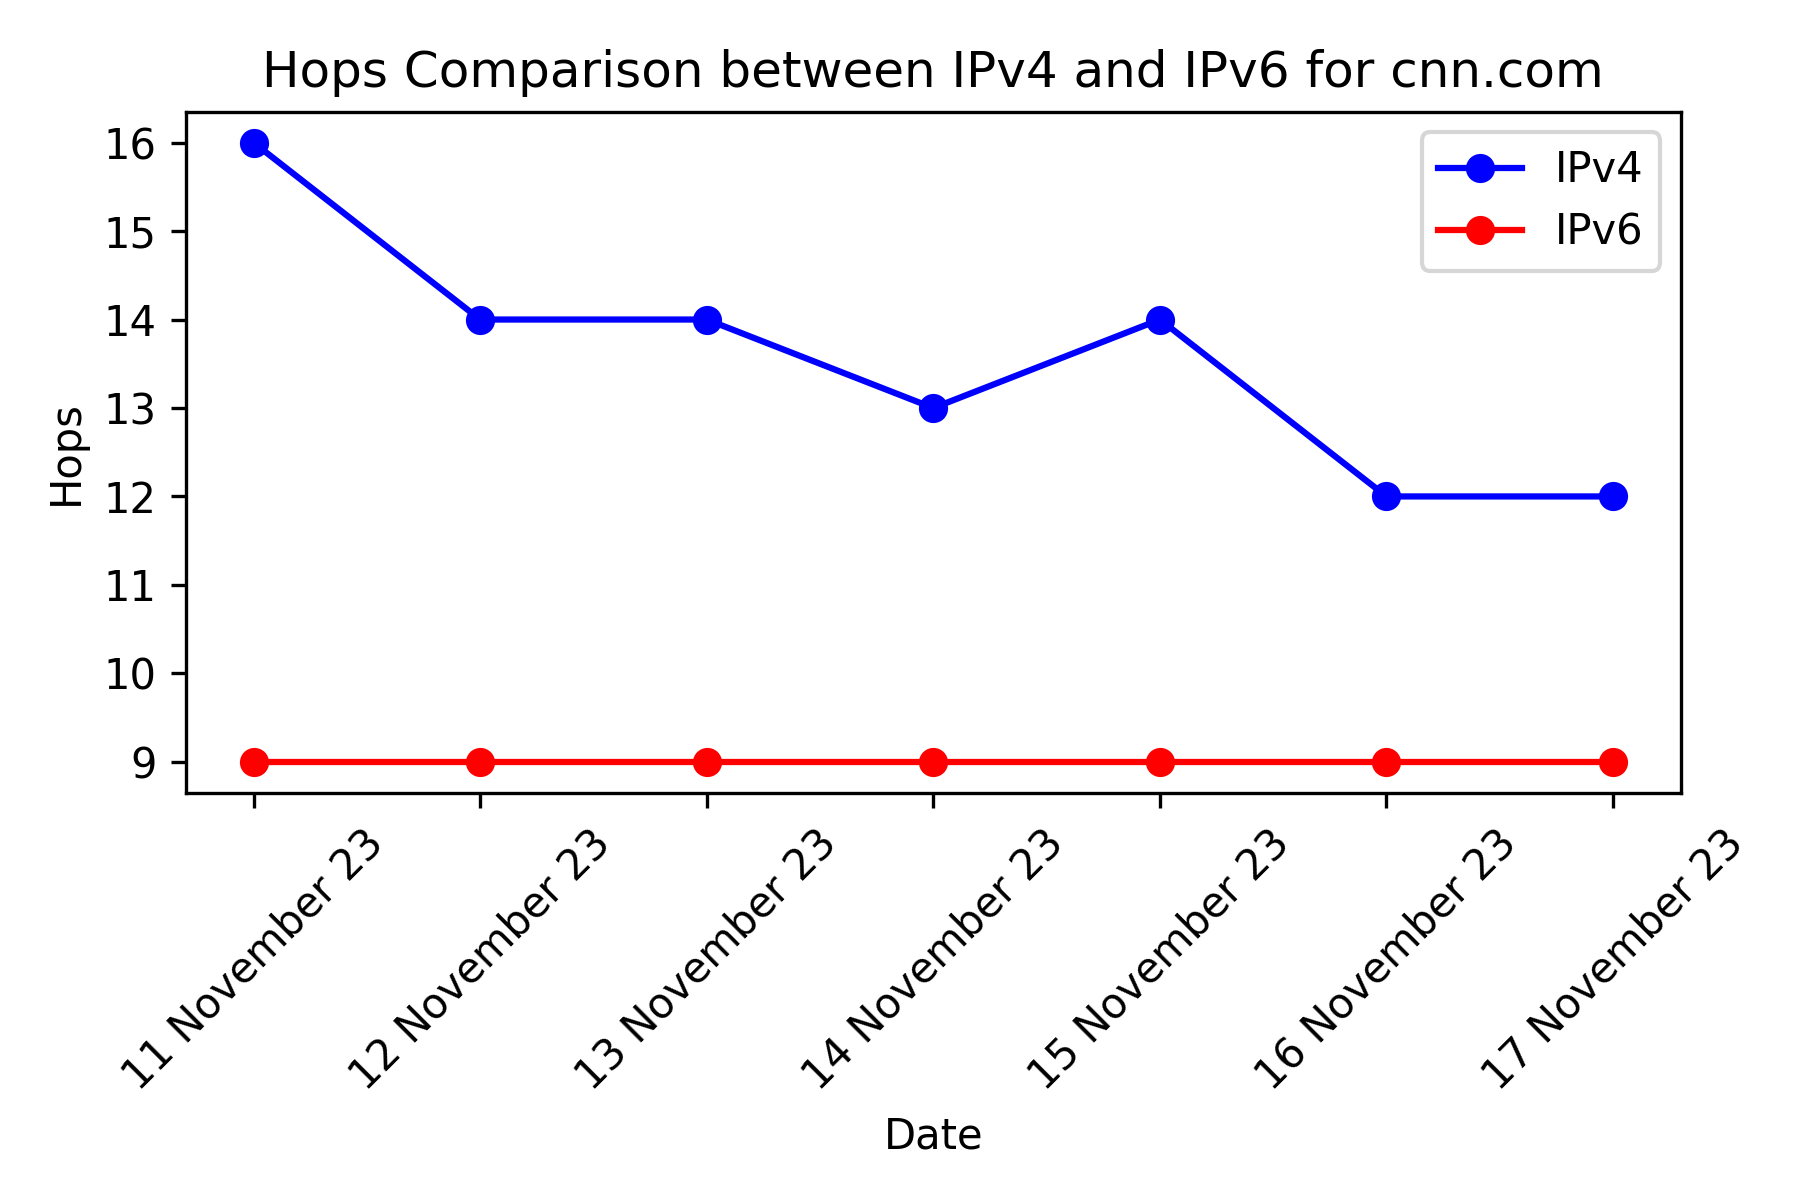 Hops Comparison between IPv4 and IPv6 for cnn.com
IPv4
IPv6
16
15
14
13
12
11
10
9
Hops
11 November 23
12 November 23
13 November 23
14 November 23
15 November 23
16 November 23
17 November 23
Date